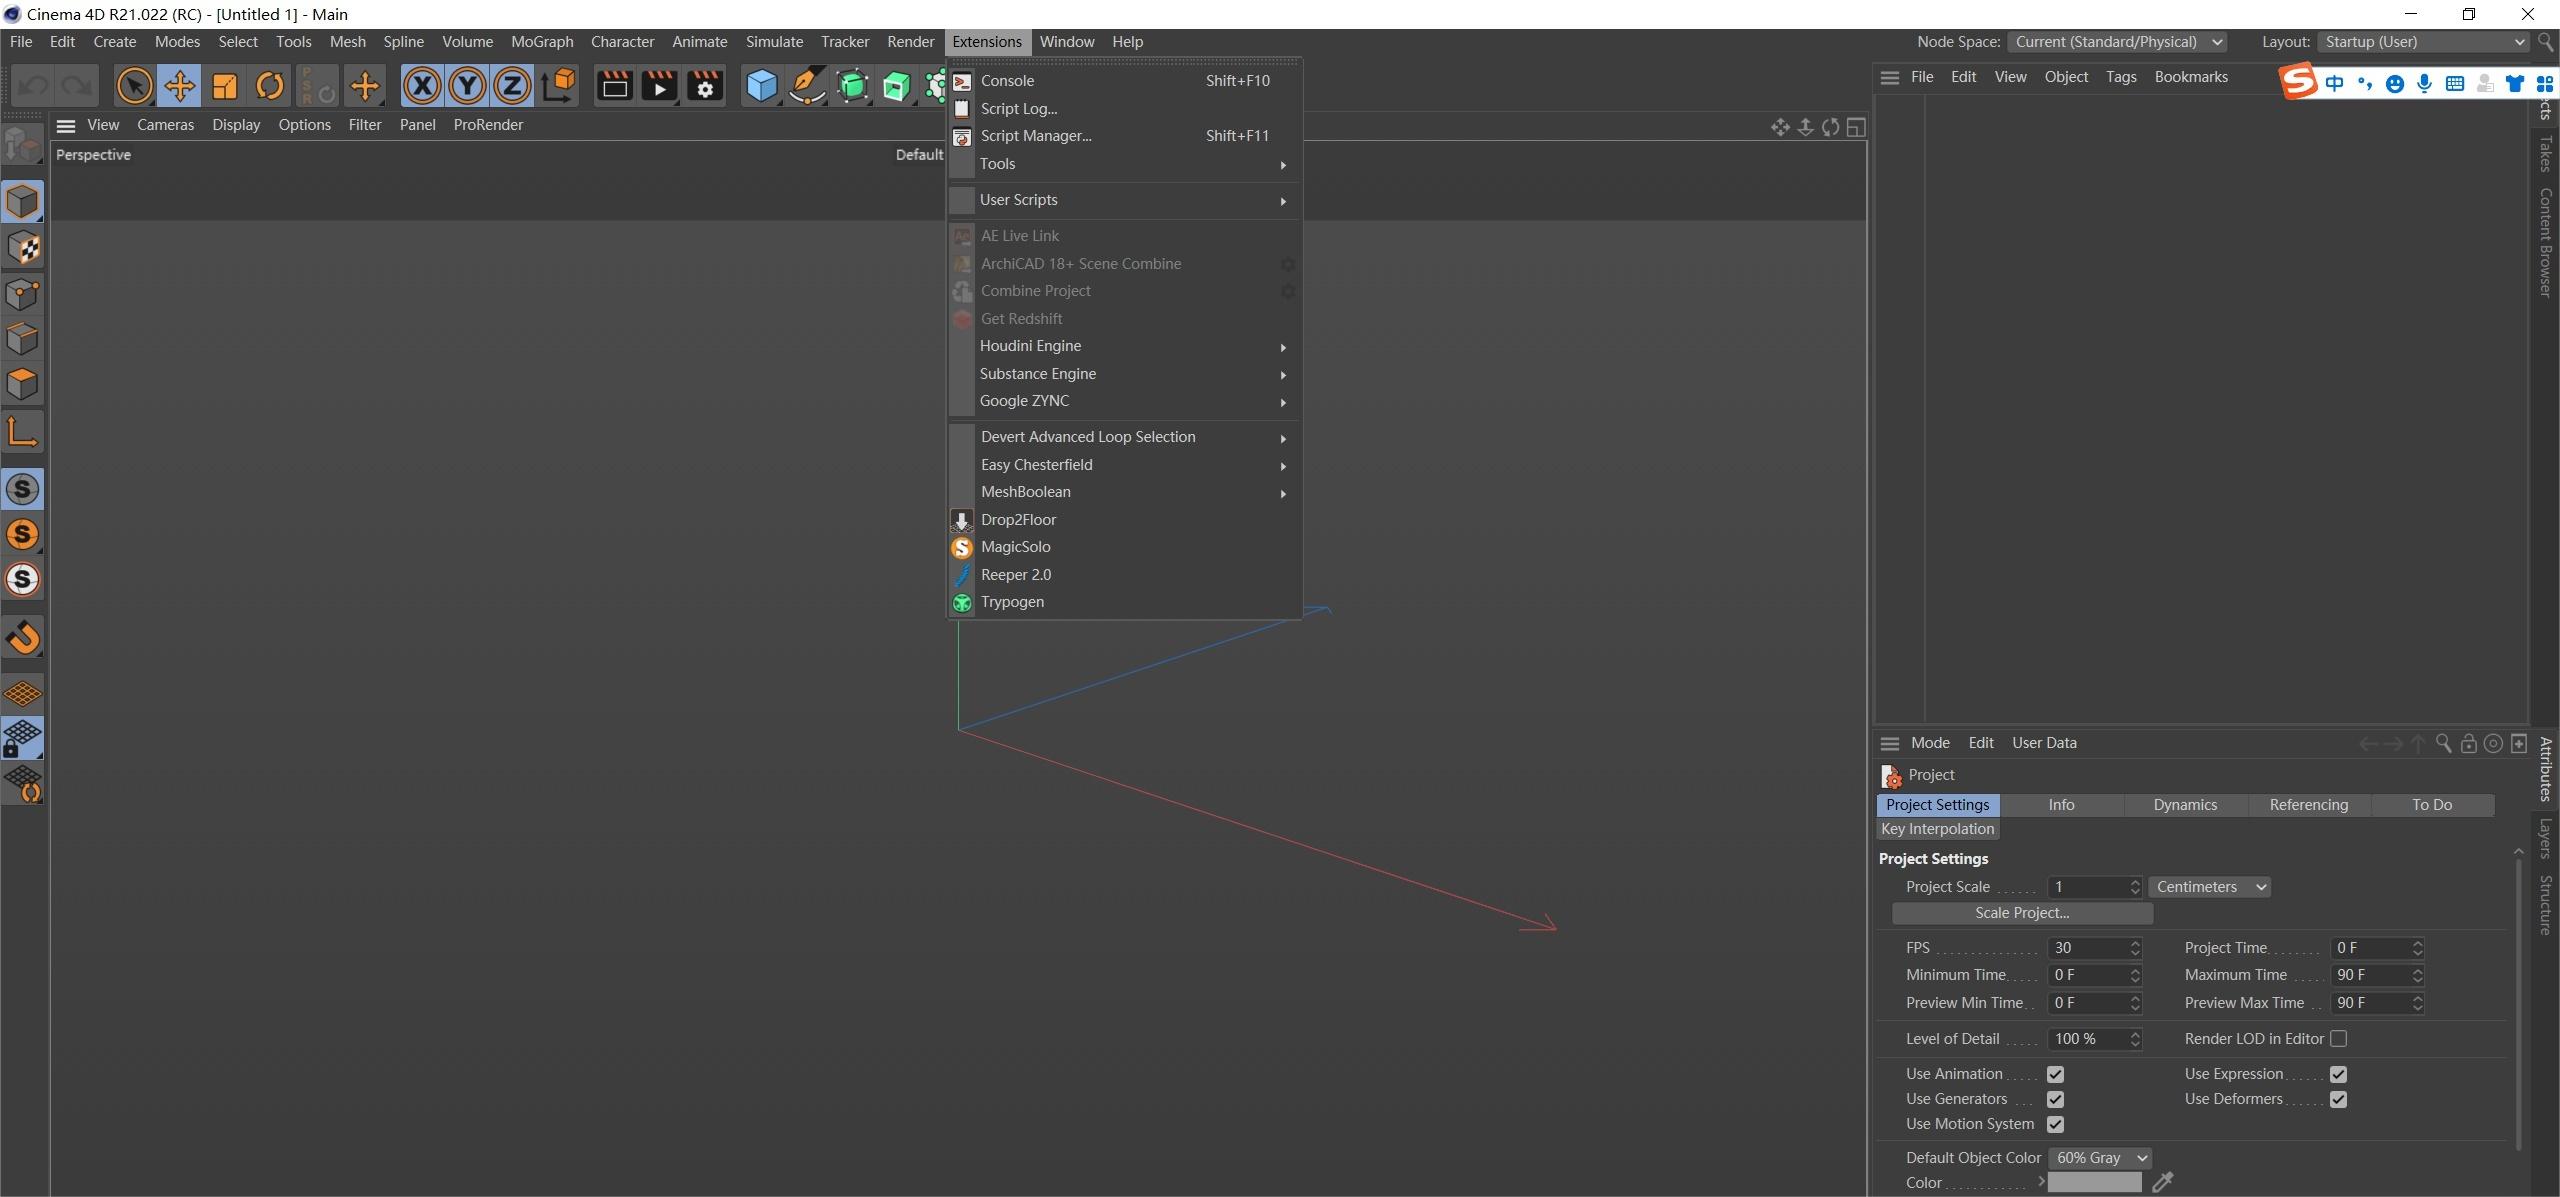 Cinema 4D R21.022 (RC) - [Untitled 1] - Main
File Edit Create Modes Select Tools Mesh Spline Volume MoGraph Character Animate Simulate Tracker Render Extensions Window Help
Node Space: Current (Standard/Physical) Layout: Startup (User)
PSR
X Y Z
View Cameras Display Options Filter Panel ProRender
Perspective
Default
Console Shift+F10
Script Log...
Script Manager... Shift+F11
Tools
User Scripts
AE Live Link
ArchiCAD 18+ Scene Combine
Combine Project
Get Redshift
Houdini Engine
Substance Engine
Google ZYNC
Devert Advanced Loop Selection
Easy Chesterfield
MeshBoolean
Drop2Floor
MagicSolo
Reeper 2.0
Trypogen
S
S
S
File Edit View Object Tags Bookmarks
S 中
Takes
Content Browser
Mode Edit User Data
Project
Project Settings Info Dynamics Referencing To Do
Key Interpolation
Project Settings
Project Scale ...... 1 Centimeters
Scale Project...
FPS 30 Project Time 0 F
Minimum Time 0 F Maximum Time 90 F
Preview Min Time 0 F Preview Max Time 90 F
Level of Detail 100 % Render LOD in Editor
Use Animation Use Expression
Use Generators Use Deformers
Use Motion System
Default Object Color 60% Gray
Color
Attributes
Layers
Structure